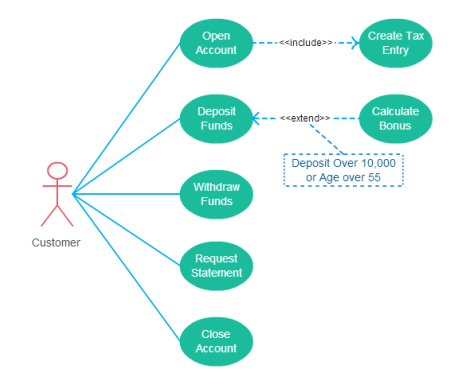 Open
Account
<<include>>
Create Tax
Entry
Deposit
Funds
<<extend>>
Calculate
Bonus
Deposit Over 10,000
or Age over 55
Withdraw
Funds
Customer
Request
Statement
Close
Account